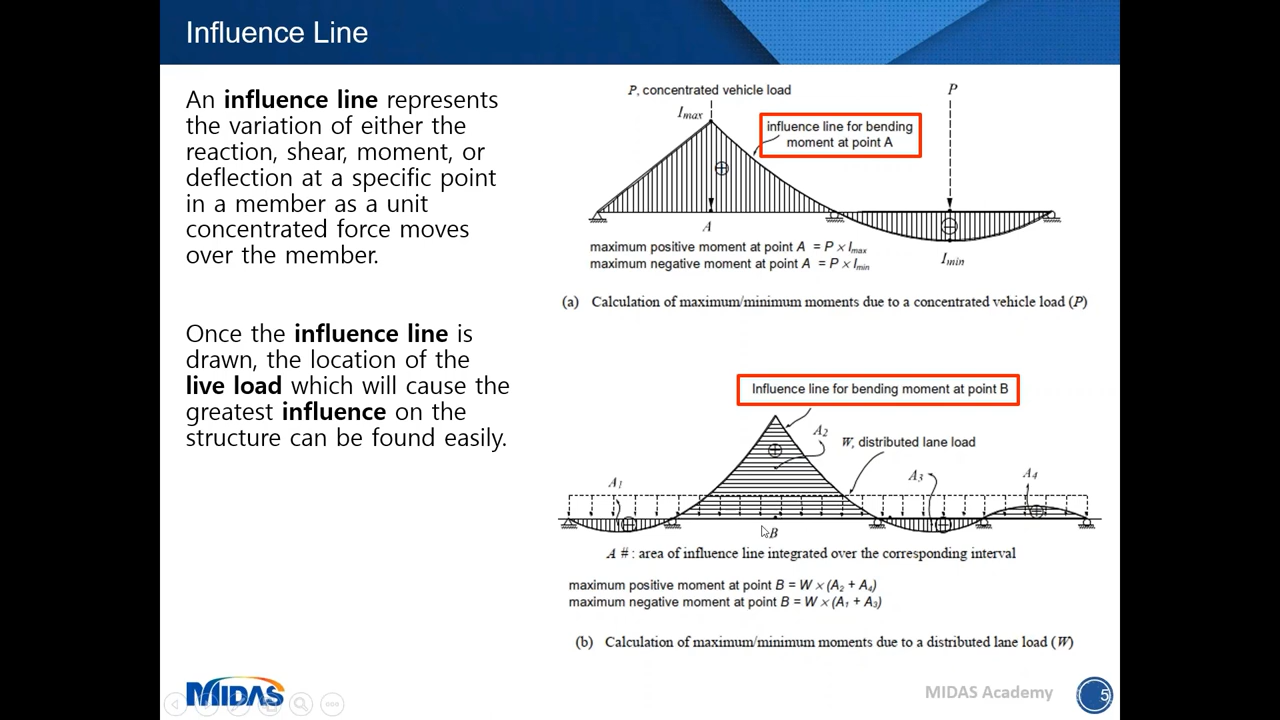 Influence Line
An influence line represents
the variation of either the
reaction, shear, moment, or
deflection at a specific point
in a member as a unit
concentrated force moves
over the member.
Once the influence line is
drawn, the location of the
live load which will cause the
greatest influence on the
structure can be found easily.
P, concentrated vehicle load
P
Imax
influence line for bending
moment at point A
A
maximum positive moment at point A = P × Imax
maximum negative moment at point A = P × Imin
Imin
(a) Calculation of maximum/minimum moments due to a concentrated vehicle load (P)
Influence line for bending moment at point B
A2
W, distributed lane load
A1
A3
A4
B
A # : area of influence line integrated over the corresponding interval
maximum positive moment at point B = W × (A2 + A4)
maximum negative moment at point B = W × (A1 + A3)
(b) Calculation of maximum/minimum moments due to a distributed lane load (W)
MIDAS
MIDAS Academy
5